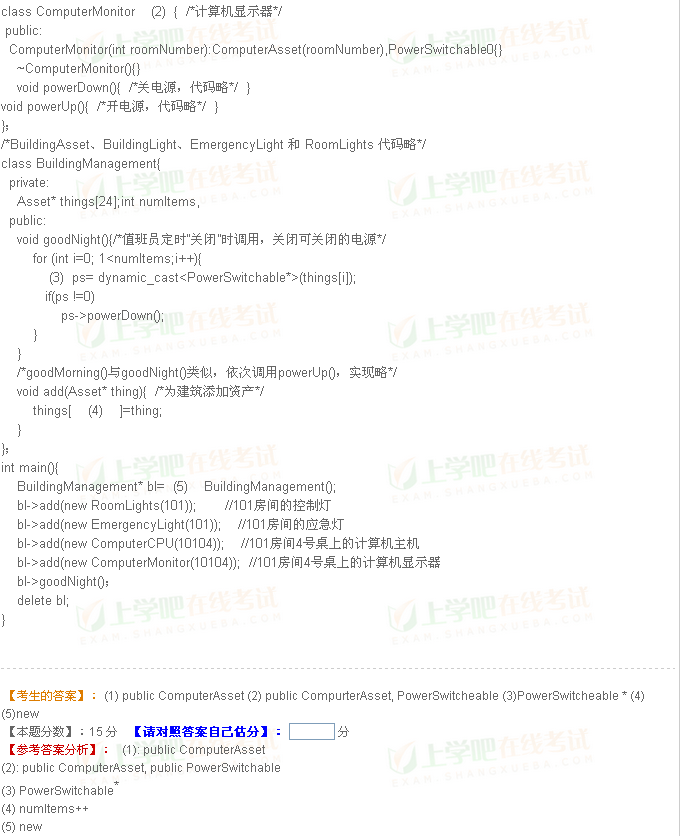 class ComputerMonitor (2) { /*计算机显示器*/
public:
ComputerMonitor(int roomNumber):ComputerAsset(roomNumber),PowerSwitchable0{}
~ComputerMonitor(){}
void powerDown(){ /*关电源，代码略*/ }
void powerUp(){ /*开电源，代码略*/ }
};
/*BuildingAsset、BuildingLight、EmergencyLight 和 RoomLights 代码略*/
class BuildingManagement{
private:
Asset* things[24];int numItems,
public:
void goodNight(){/*值班员定时"关闭"时调用，关闭可关闭的电源*/
for (int i=0; 1<numItems;i++){
(3) ps= dynamic_cast<PowerSwitchable*>(things[i]);
if(ps !=0)
ps->powerDown();
}
}
/*goodMorning()与goodNight()类似，依次调用powerUp()，实现略*/
void add(Asset* thing){ /*为建筑添加资产*/
things[ (4) ]=thing;
}
};
int main(){
BuildingManagement* bl= (5) BuildingManagement();
bl->add(new RoomLights(101)); //101房间的控制灯
bl->add(new EmergencyLight(101)); //101房间的应急灯
bl->add(new ComputerCPU(10104)); //101房间4号桌上的计算机主机
bl->add(new ComputerMonitor(10104)); //101房间4号桌上的计算机显示器
bl->goodNight()；
delete bl;
}
【考生的答案】：(1) public ComputerAsset (2) public CompurterAsset, PowerSwitcheable (3)PowerSwitcheable * (4)
(5)new
【本题分数】：15分 【请对照答案自己估分】： 分
【参考答案分析】： (1): public ComputerAsset
(2): public ComputerAsset, public PowerSwitchable
(3) PowerSwitchable*
(4) numItems++
(5) new
上学吧在线考试
EXAM.SHANGXUEBA.COM